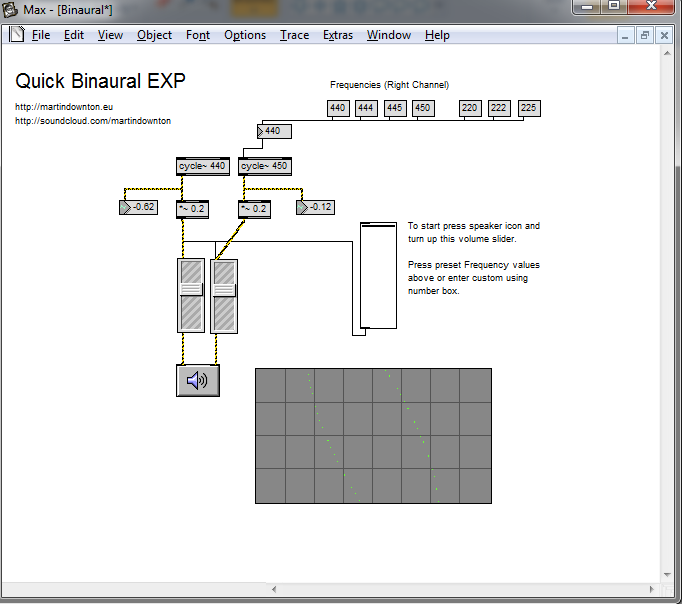 Max - [Binaural*]
File Edit View Object Font Options Trace Extras Window Help
Quick Binaural EXP
http://martindownton.eu
http://soundcloud.com/martindownton
Frequencies (Right Channel)
440 444 445 450 220 222 225
440
cycle~ 440 cycle~ 450
-0.62 *~ 0.2 *~ 0.2 -0.12
To start press speaker icon and
turn up this volume slider.
Press preset Frequency values
above or enter custom using
number box.